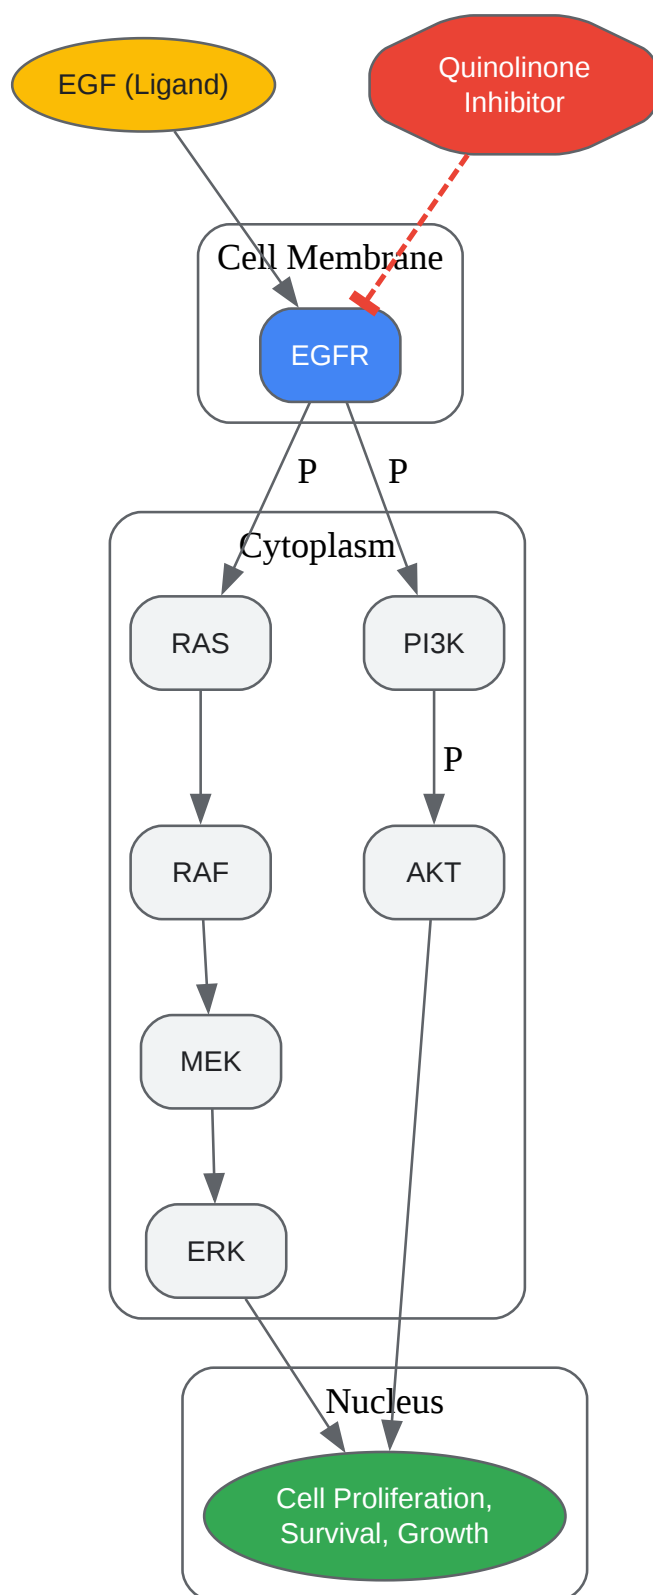 EGF (Ligand)
Quinolinone
Inhibitor
Cell Membrane
EGFR
P
P
Cytoplasm
RAS
PI3K
P
RAF
AKT
MEK
ERK
Nucleus
Cell Proliferation,
Survival, Growth